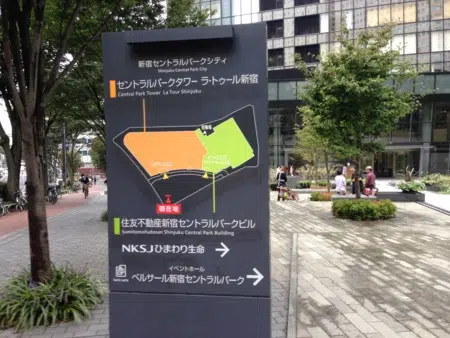 新宿セントラルパークシティ
Shinjuku Central Park City
セントラルパークタワー ラ・トゥール新宿
Central Park Tower La Tour Shinjuku
現在地
住友不動産新宿セントラルパークビル
Sumitomofudosan Shinjuku Central Park Building
NKSJひまわり生命 →
イベントホール
ベルサール新宿セントラルパーク →